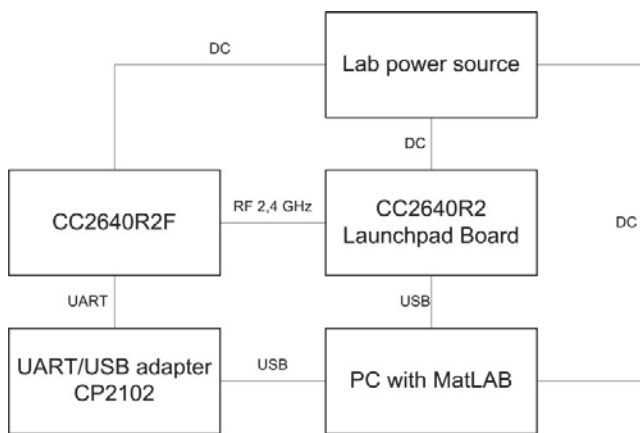 DC
Lab power source
DC
CC2640R2F
RF 2,4 GHz
CC2640R2
Launchpad Board
DC
UART
USB
UART/USB adapter
CP2102
USB
PC with MatLAB